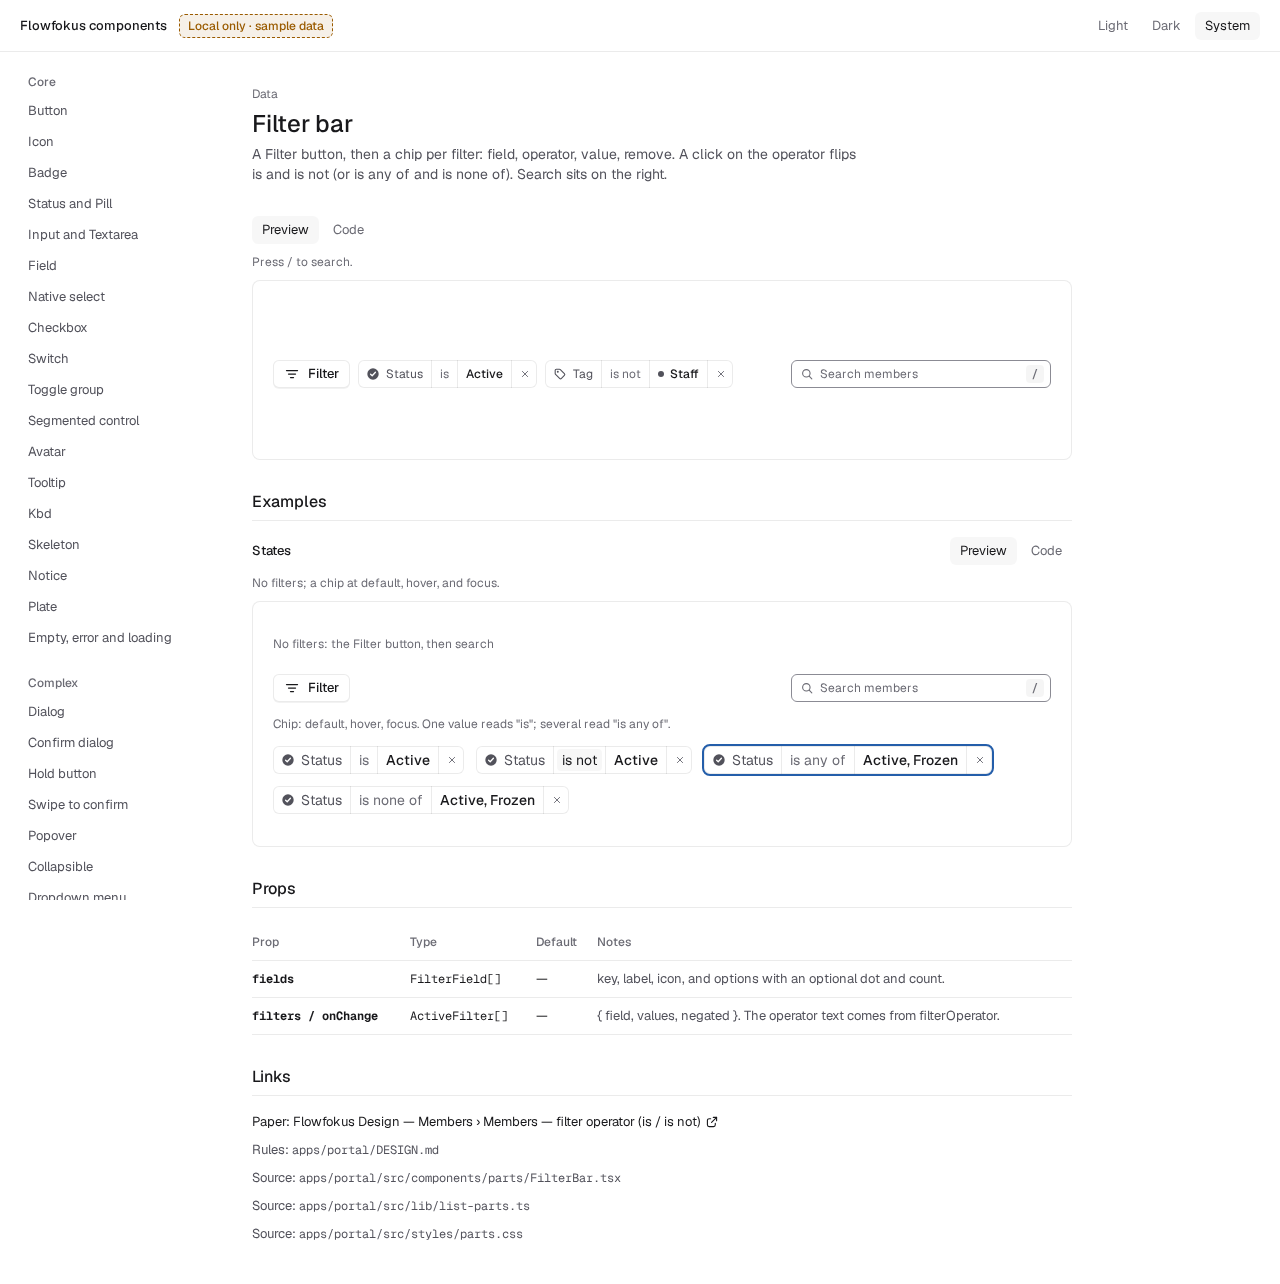 Flowfokus components
Local only · sample data
Light
Dark
System
Core
Button
Icon
Badge
Status and Pill
Input and Textarea
Field
Native select
Checkbox
Switch
Toggle group
Segmented control
Avatar
Tooltip
Kbd
Skeleton
Notice
Plate
Empty, error and loading
Complex
Dialog
Confirm dialog
Hold button
Swipe to confirm
Popover
Collapsible
Dropdown menu
Data
Filter bar
A Filter button, then a chip per filter: field, operator, value, remove. A click on the operator flips
is and is not (or is any of and is none of). Search sits on the right.
Preview Code
Press / to search.
Filter Status is Active × Tag is not Staff × Search members /
Examples
States Preview Code
No filters; a chip at default, hover, and focus.
No filters: the Filter button, then search
Filter Search members /
Chip: default, hover, focus. One value reads "is"; several read "is any of".
Status is Active × Status is not Active × Status is any of Active, Frozen ×
Status is none of Active, Frozen ×
Props
Prop Type Default Notes
fields FilterField[] — key, label, icon, and options with an optional dot and count.
filters / onChange ActiveFilter[] — { field, values, negated }. The operator text comes from filterOperator.
Links
Paper: Flowfokus Design — Members › Members — filter operator (is / is not)
Rules: apps/portal/DESIGN.md
Source: apps/portal/src/components/parts/FilterBar.tsx
Source: apps/portal/src/lib/list-parts.ts
Source: apps/portal/src/styles/parts.css